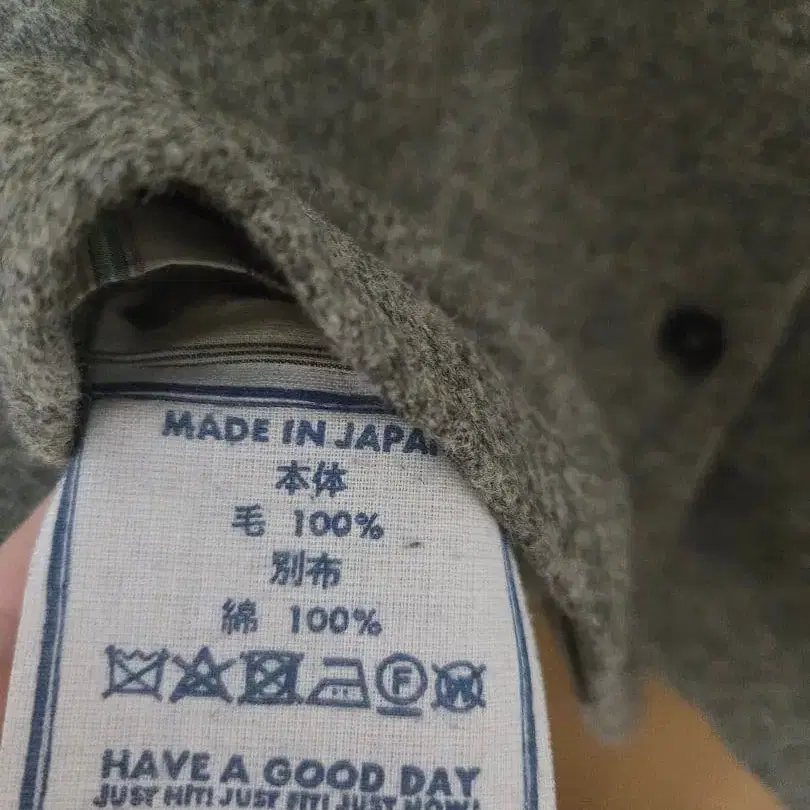 MADE IN JAPA
本体
毛 100%
別布
綿 100%
F W
HAVE A GOOD DAY
JUST HIT! JUST FIT! JUST NOW!